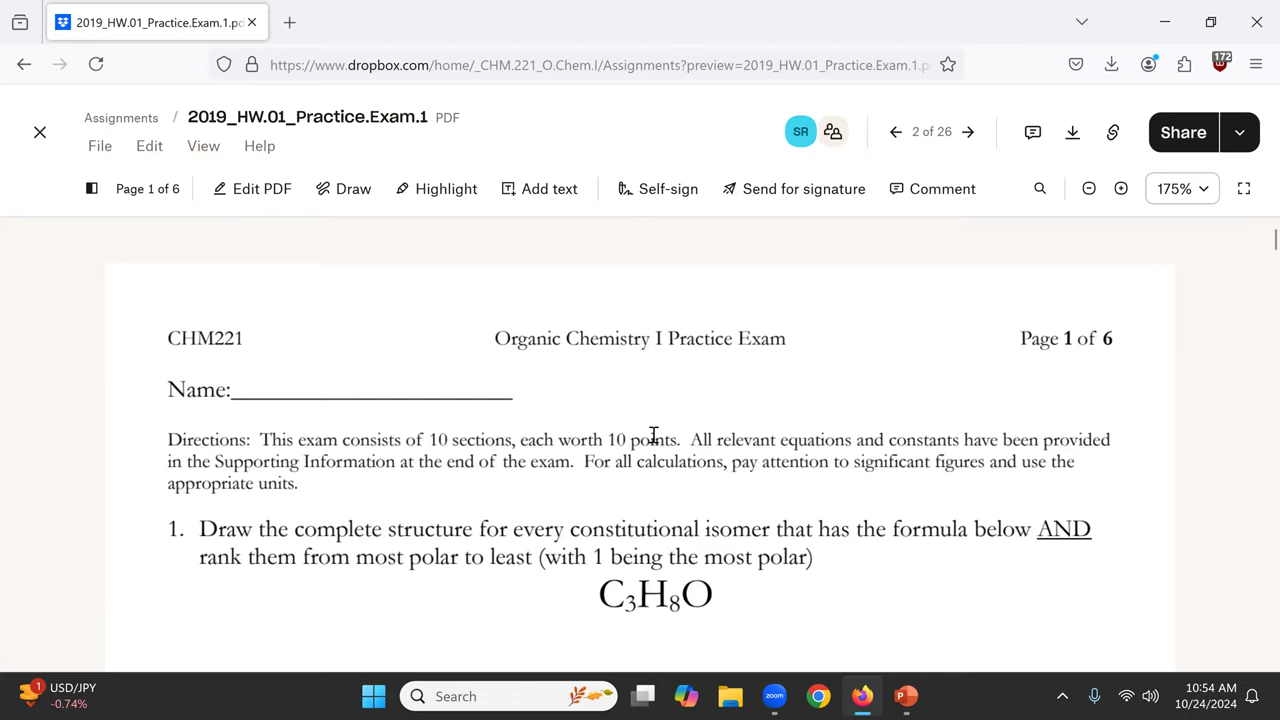 2019_HW.01_Practice.Exam.1.p
https://www.dropbox.com/home/_CHM.221_O.Chem.I/Assignments?preview=2019_HW.01_Practice.Exam.1.p
172
Assignments / 2019_HW.01_Practice.Exam.1 PDF
File Edit View Help
SR
2 of 26
Share
Page 1 of 6 Edit PDF Draw Highlight Add text Self-sign Send for signature Comment 175%
CHM221 Organic Chemistry I Practice Exam Page 1 of 6
Name:_______________________
Directions: This exam consists of 10 sections, each worth 10 points. All relevant equations and constants have been provided
in the Supporting Information at the end of the exam. For all calculations, pay attention to significant figures and use the
appropriate units.
1. Draw the complete structure for every constitutional isomer that has the formula below AND
rank them from most polar to least (with 1 being the most polar)
C₃H₈O
1
USD/JPY
-0.74%
Search
zoom
10:54 AM
10/24/2024